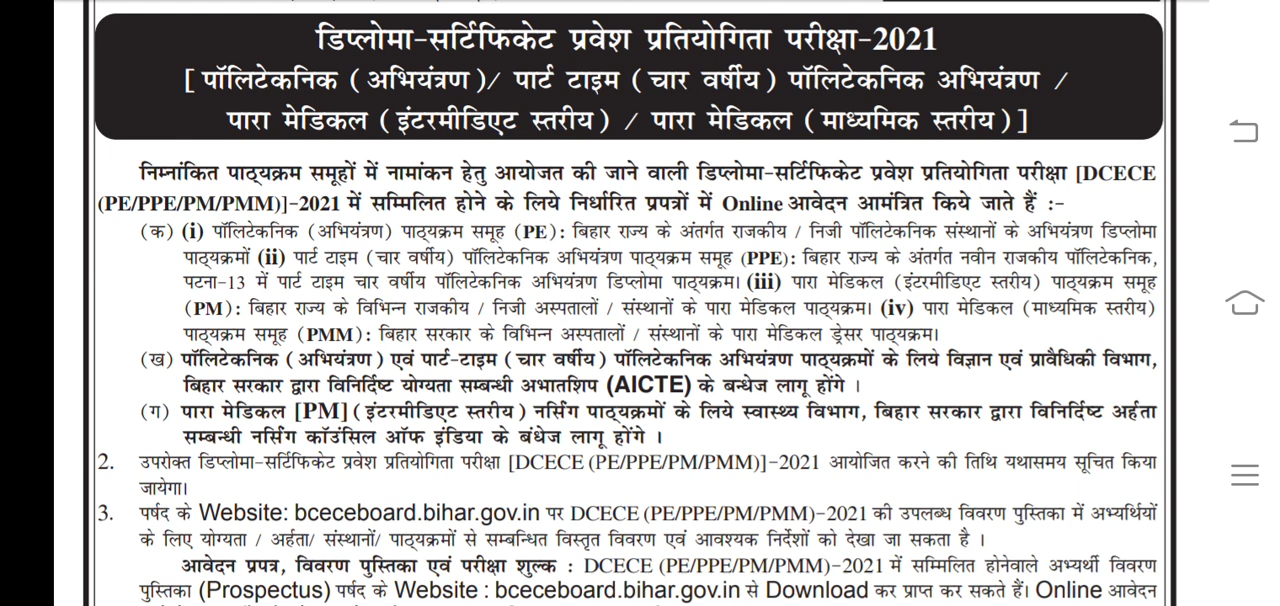 डिप्लोमा-सर्टिफिकेट प्रवेश प्रतियोगिता परीक्षा-2021
[ पॉलिटेकनिक ( अभियंत्रण )/ पार्ट टाइम ( चार वर्षीय ) पॉलिटेकनिक अभियंत्रण /
पारा मेडिकल ( इंटरमीडिएट स्तरीय ) / पारा मेडिकल ( माध्यमिक स्तरीय ) ]
निम्नांकित पाठ्यक्रम समूहों में नामांकन हेतु आयोजत की जाने वाली डिप्लोमा-सर्टिफिकेट प्रवेश प्रतियोगिता परीक्षा [DCECE
(PE/PPE/PM/PMM)]-2021 में सम्मिलित होने के लिये निर्धारित प्रपत्रों में Online आवेदन आमंत्रित किये जाते हैं :-
(क) (i) पॉलिटेकनिक (अभियंत्रण) पाठ्यक्रम समूह (PE): बिहार राज्य के अंतर्गत राजकीय / निजी पॉलिटेकनिक संस्थानों के अभियंत्रण डिप्लोमा
पाठ्यक्रमों (ii) पार्ट टाइम (चार वर्षीय) पॉलिटेकनिक अभियंत्रण पाठ्यक्रम समूह (PPE): बिहार राज्य के अंतर्गत नवीन राजकीय पॉलिटेकनिक,
पटना-13 में पार्ट टाइम चार वर्षीय पॉलिटेकनिक अभियंत्रण डिप्लोमा पाठ्यक्रम। (iii) पारा मेडिकल (इंटरमीडिएट स्तरीय) पाठ्यक्रम समूह
(PM): बिहार राज्य के विभिन्न राजकीय / निजी अस्पतालों / संस्थानों के पारा मेडिकल पाठ्यक्रम। (iv) पारा मेडिकल (माध्यमिक स्तरीय)
पाठ्यक्रम समूह (PMM): बिहार सरकार के विभिन्न अस्पतालों / संस्थानों के पारा मेडिकल ड्रेसर पाठ्यक्रम।
(ख) पॉलिटेकनिक ( अभियंत्रण ) एवं पार्ट-टाइम ( चार वर्षीय ) पॉलिटेकनिक अभियंत्रण पाठ्यक्रमों के लिये विज्ञान एवं प्रावैधिकी विभाग,
बिहार सरकार द्वारा विनिर्दिष्ट योग्यता सम्बन्धी अभातशिप (AICTE) के बन्धेज लागू होंगे ।
(ग) पारा मेडिकल [PM] ( इंटरमीडिएट स्तरीय ) नर्सिंग पाठ्यक्रमों के लिये स्वास्थ्य विभाग, बिहार सरकार द्वारा विनिर्दिष्ट अर्हता
सम्बन्धी नर्सिंग कॉउंसिल ऑफ इंडिया के बंधेज लागू होंगे ।
2. उपरोक्त डिप्लोमा-सर्टिफिकेट प्रवेश प्रतियोगिता परीक्षा [DCECE (PE/PPE/PM/PMM)]-2021 आयोजित करने की तिथि यथासमय सूचित किया
जायेगा।
3. पर्षद के Website: bceceboard.bihar.gov.in पर DCECE (PE/PPE/PM/PMM)-2021 की उपलब्ध विवरण पुस्तिका में अभ्यर्थियों
के लिए योग्यता / अर्हता/ संस्थानों/ पाठ्यक्रमों से सम्बन्धित विस्तृत विवरण एवं आवश्यक निर्देशों को देखा जा सकता है ।
आवेदन प्रपत्र, विवरण पुस्तिका एवं परीक्षा शुल्क : DCECE (PE/PPE/PM/PMM)-2021 में सम्मिलित होनेवाले अभ्यर्थी विवरण
पुस्तिका (Prospectus) पर्षद के Website : bceceboard.bihar.gov.in से Download कर प्राप्त कर सकते हैं। Online आवेदन